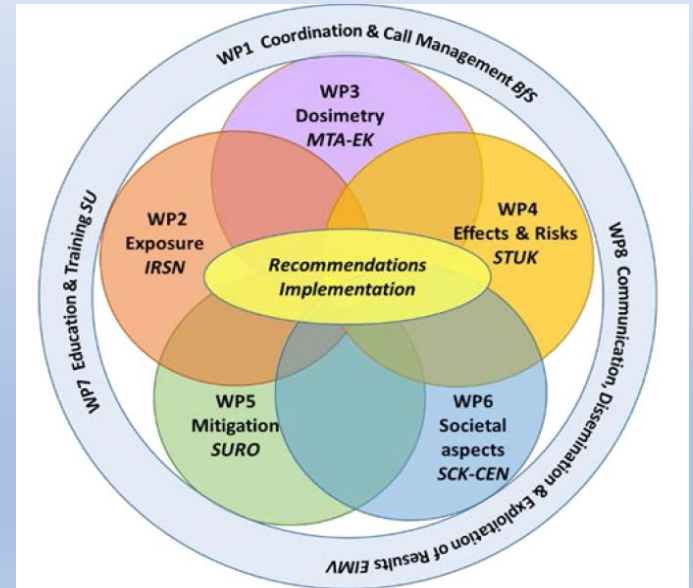 WP1 Coordination & Call Management BfS
WP3
Dosimetry
MTA-EK
WP2
Exposure
IRSN
WP4
Effects & Risks
STUK
Recommendations
Implementation
WP5
Mitigation
SURO
WP6
Societal
aspects
SCK-CEN
WP7 Education & Training SU
WP8 Communication, Dissemination & Exploitation of Results EIMV